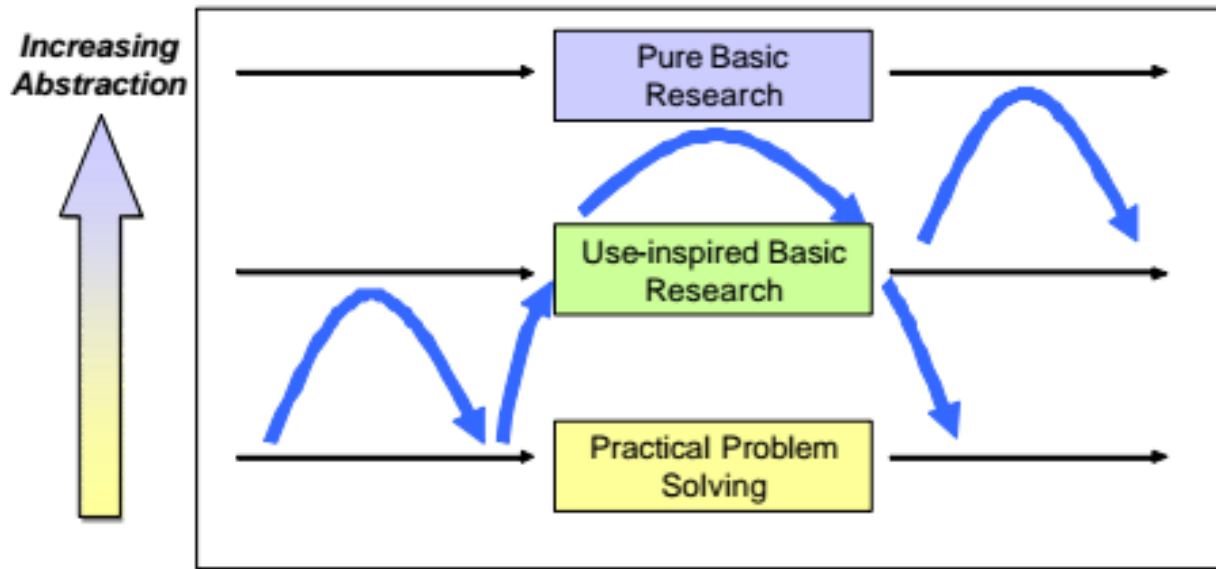 Increasing
Abstraction
Pure Basic
Research
Use-inspired Basic
Research
Practical Problem
Solving